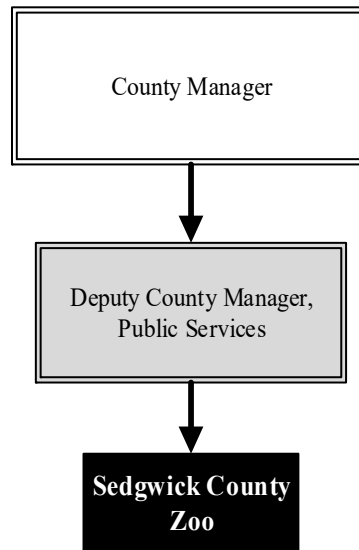 County Manager
Deputy County Manager,
Public Services
Sedgwick County
Zoo